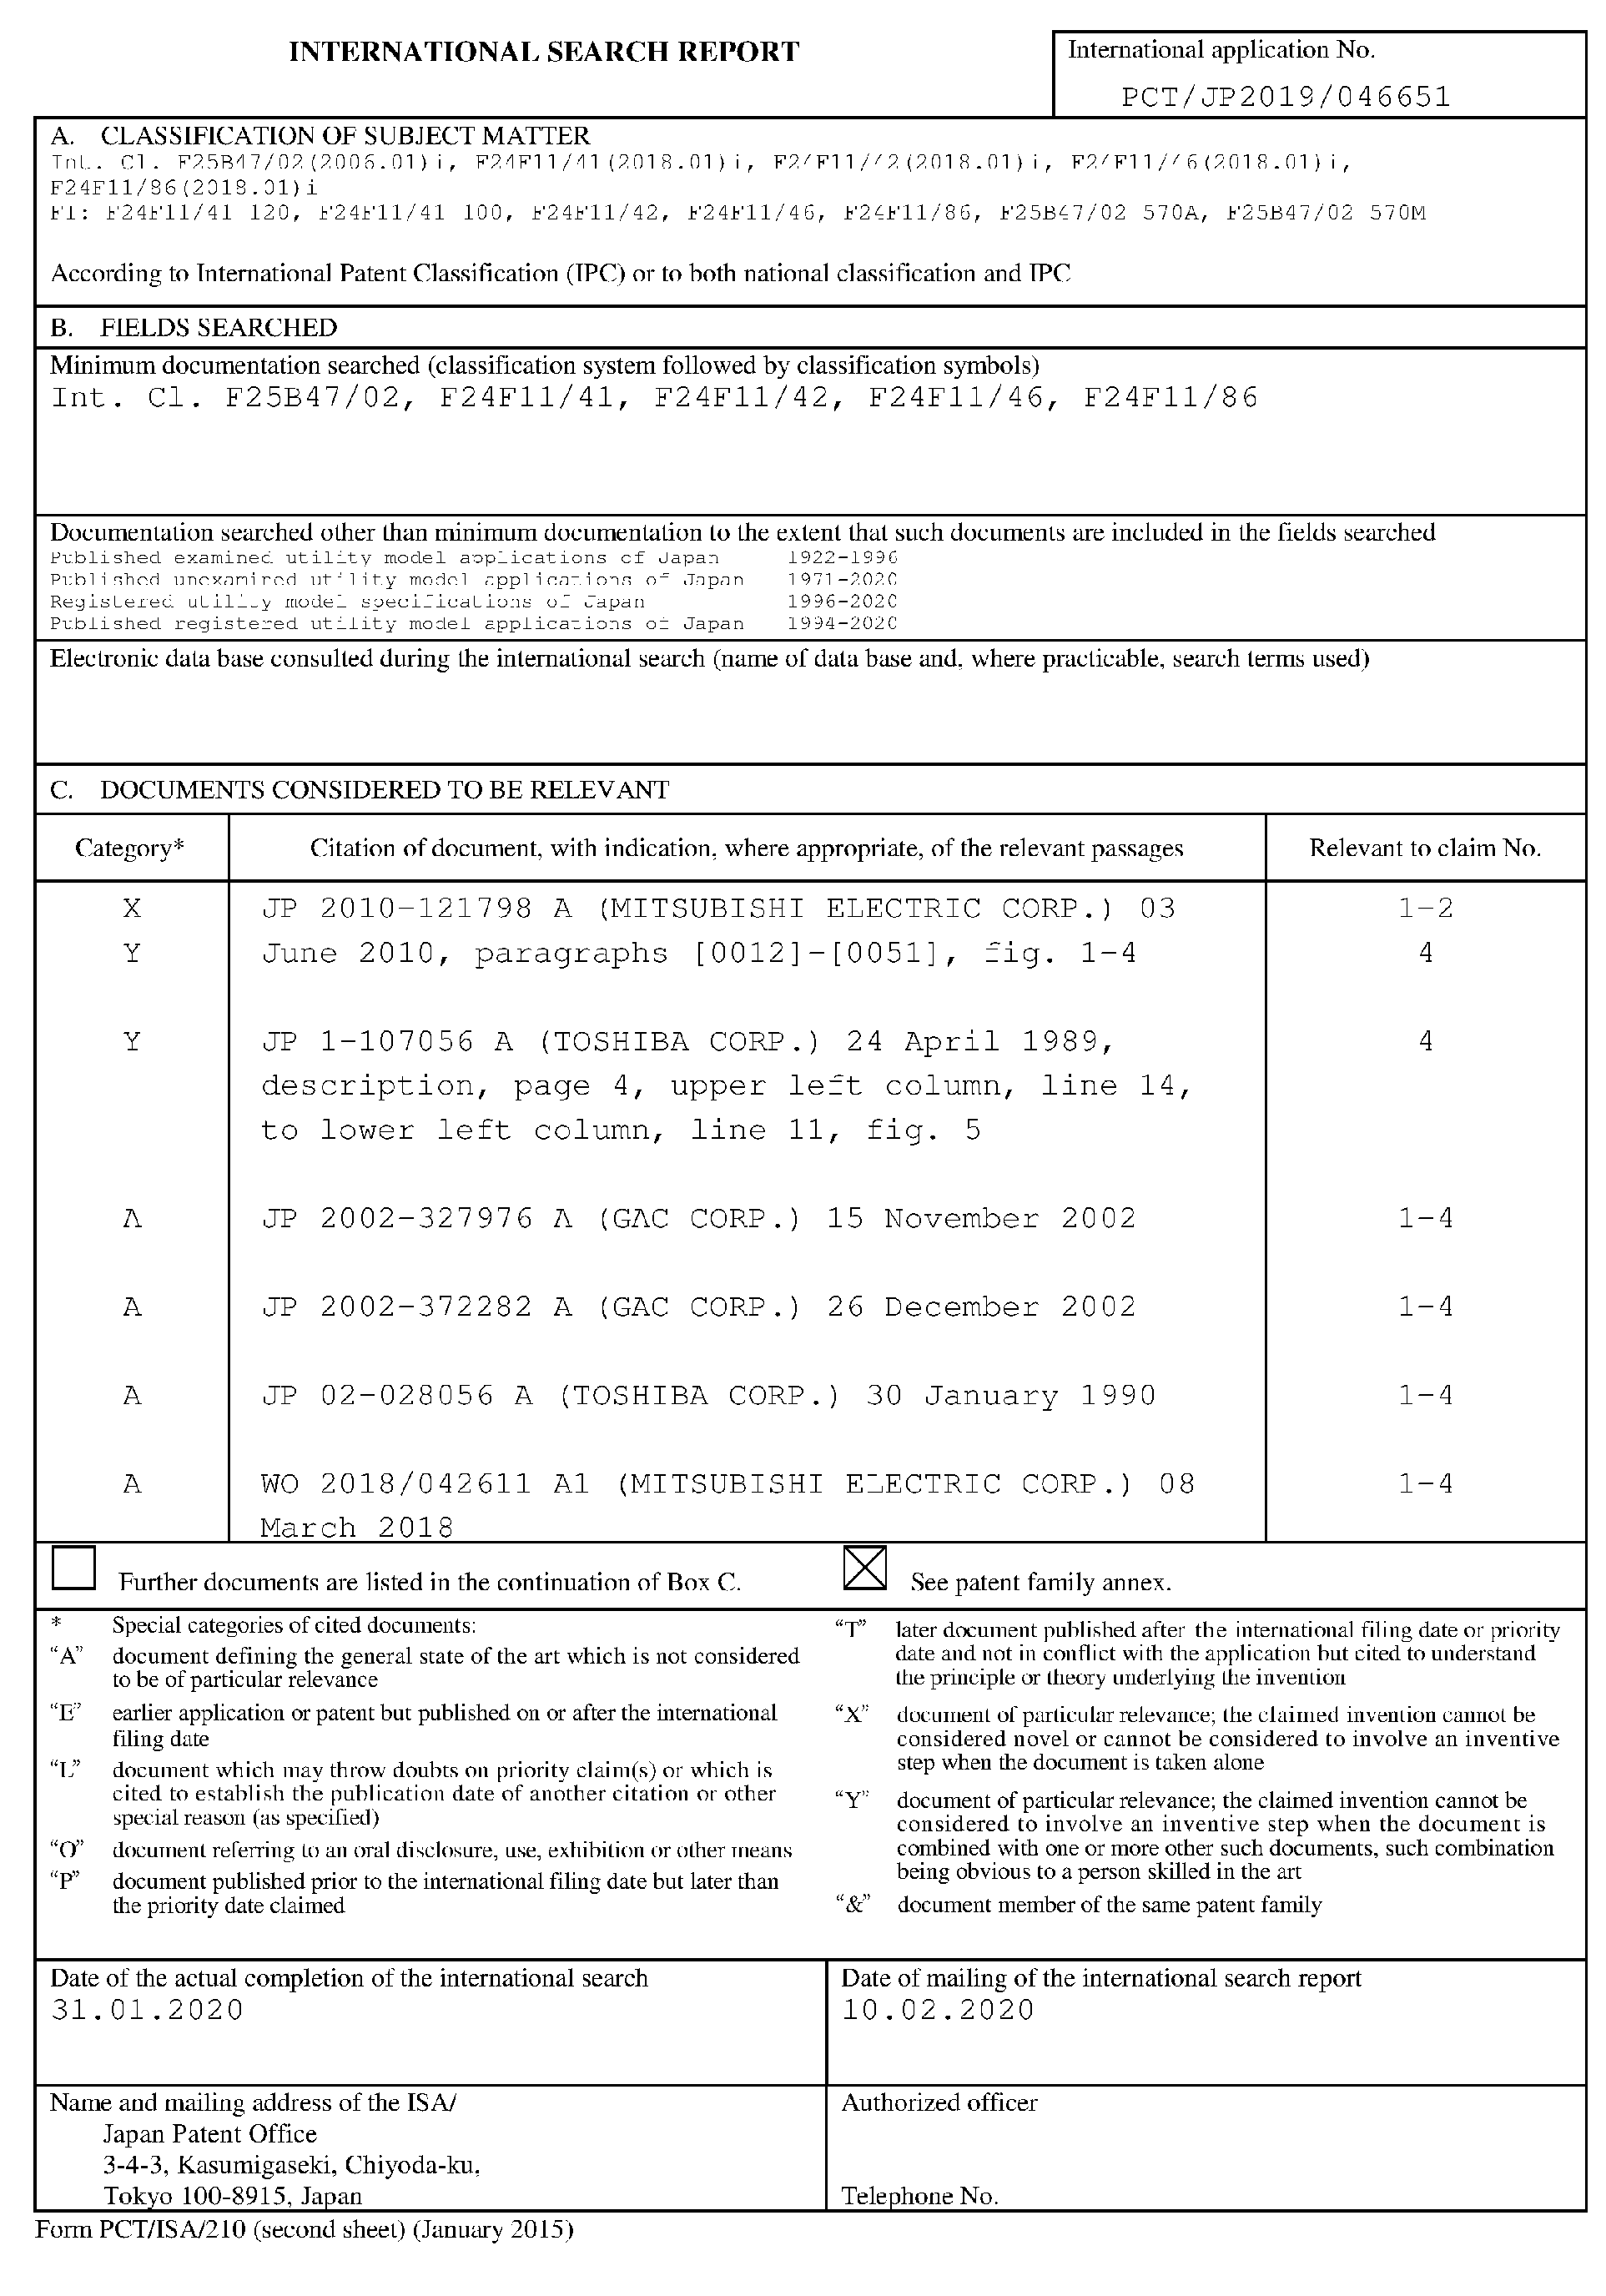 INTERNATIONAL SEARCH REPORT
International application No.
PCT/JP2019/046651
A. CLASSIFICATION OF SUBJECT MATTER
Int. Cl. F25B47/02(2006.01)i, F24F11/41(2018.01)i, F24F11/42(2018.01)i, F24F11/46(2018.01)i,
F24F11/86(2018.01)i
FI: F24F11/41 120, F24F11/41 100, F24F11/42, F24F11/46, F24F11/86, F25B47/02 570A, F25B47/02 570M
According to International Patent Classification (IPC) or to both national classification and IPC
B. FIELDS SEARCHED
Minimum documentation searched (classification system followed by classification symbols)
Int. Cl. F25B47/02, F24F11/41, F24F11/42, F24F11/46, F24F11/86
Documentation searched other than minimum documentation to the extent that such documents are included in the fields searched
Published examined utility model applications of Japan 1922-1996
Published unexamined utility model applications of Japan 1971-2020
Registered utility model specifications of Japan 1996-2020
Published registered utility model applications of Japan 1994-2020
Electronic data base consulted during the international search (name of data base and, where practicable, search terms used)
C. DOCUMENTS CONSIDERED TO BE RELEVANT
Category* Citation of document, with indication, where appropriate, of the relevant passages Relevant to claim No.
X JP 2010-121798 A (MITSUBISHI ELECTRIC CORP.) 03 1-2
Y June 2010, paragraphs [0012]-[0051], fig. 1-4 4
Y JP 1-107056 A (TOSHIBA CORP.) 24 April 1989, 4
description, page 4, upper left column, line 14,
to lower left column, line 11, fig. 5
A JP 2002-327976 A (GAC CORP.) 15 November 2002 1-4
A JP 2002-372282 A (GAC CORP.) 26 December 2002 1-4
A JP 02-028056 A (TOSHIBA CORP.) 30 January 1990 1-4
A WO 2018/042611 A1 (MITSUBISHI ELECTRIC CORP.) 08 1-4
March 2018
Further documents are listed in the continuation of Box C.
See patent family annex.
* Special categories of cited documents:
"A" document defining the general state of the art which is not considered
to be of particular relevance
"E" earlier application or patent but published on or after the international
filing date
"L" document which may throw doubts on priority claim(s) or which is
cited to establish the publication date of another citation or other
special reason (as specified)
"O" document referring to an oral disclosure, use, exhibition or other means
"P" document published prior to the international filing date but later than
the priority date claimed
"T" later document published after the international filing date or priority
date and not in conflict with the application but cited to understand
the principle or theory underlying the invention
"X" document of particular relevance; the claimed invention cannot be
considered novel or cannot be considered to involve an inventive
step when the document is taken alone
"Y" document of particular relevance; the claimed invention cannot be
considered to involve an inventive step when the document is
combined with one or more other such documents, such combination
being obvious to a person skilled in the art
"&" document member of the same patent family
Date of the actual completion of the international search
31.01.2020
Date of mailing of the international search report
10.02.2020
Name and mailing address of the ISA/
Japan Patent Office
3-4-3, Kasumigaseki, Chiyoda-ku,
Tokyo 100-8915, Japan
Authorized officer
Telephone No.
Form PCT/ISA/210 (second sheet) (January 2015)